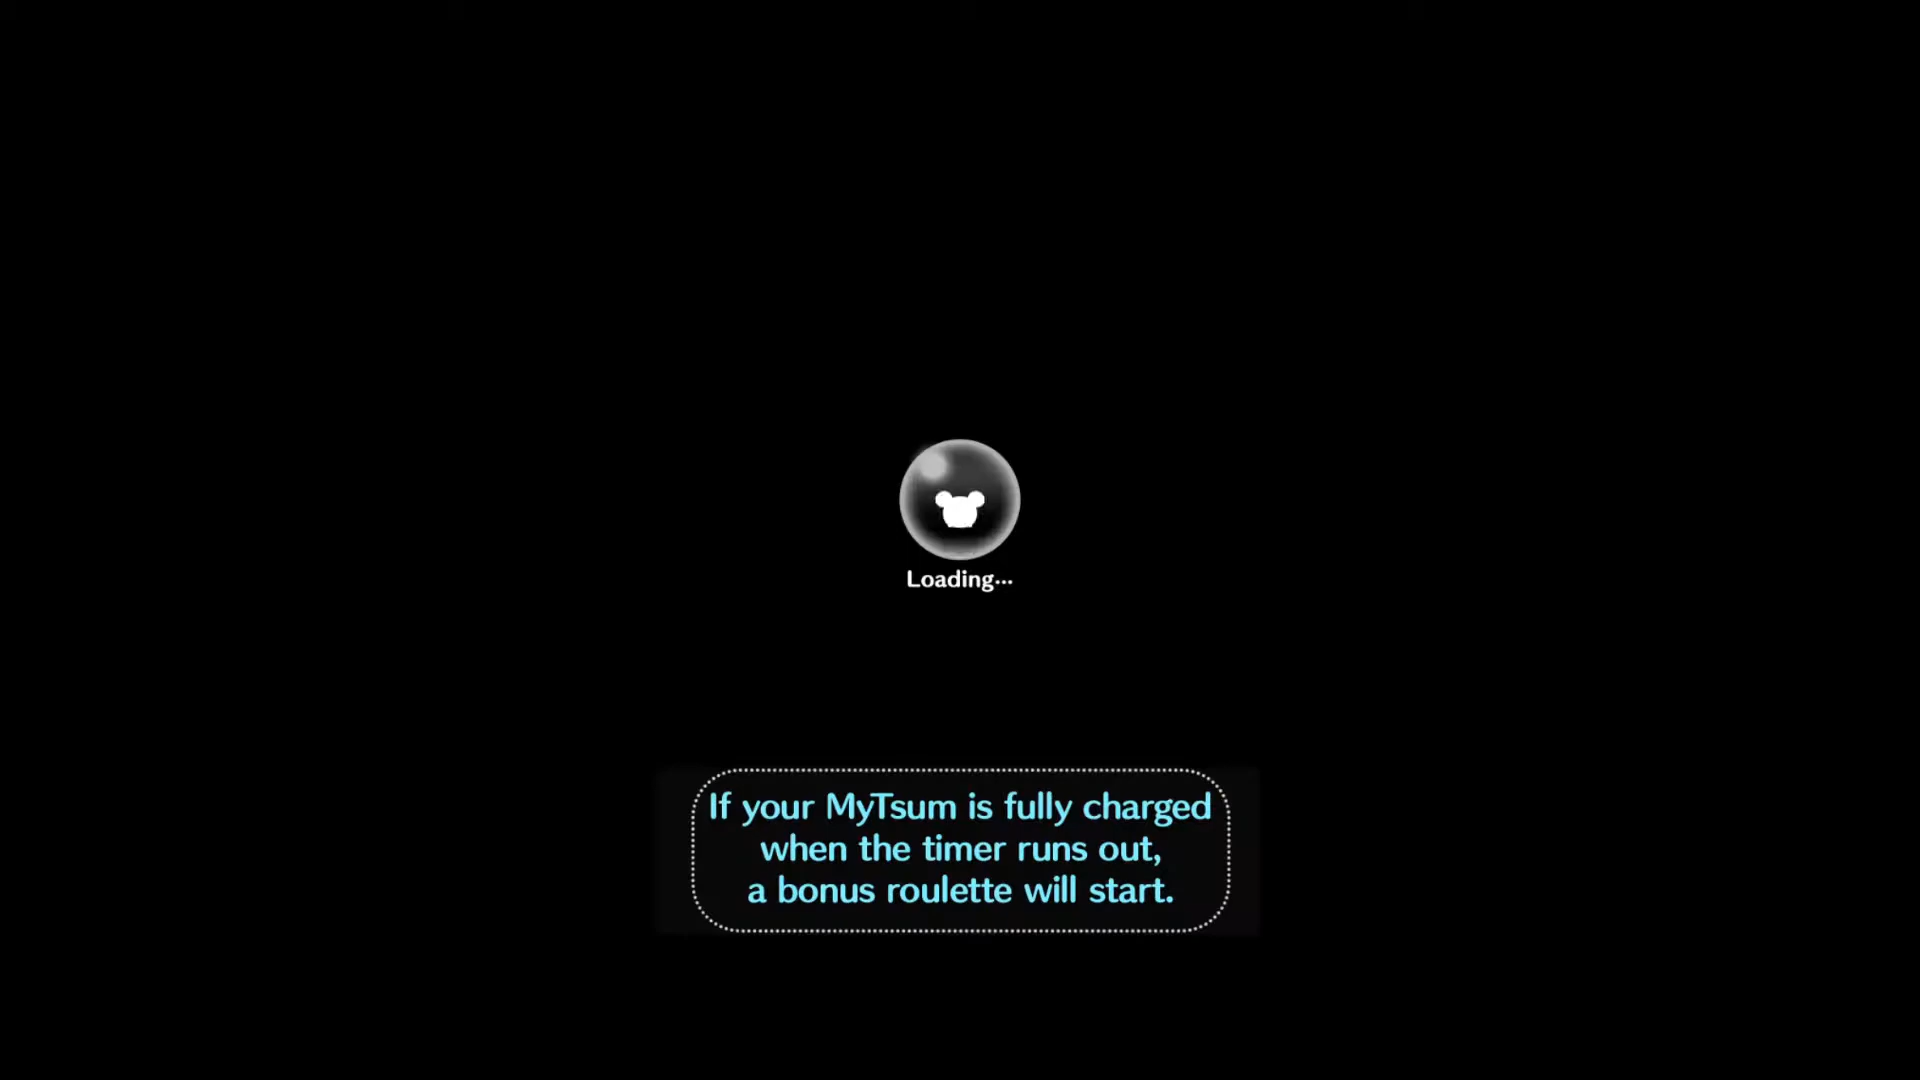 Loading...
If your MyTsum is fully charged
when the timer runs out,
a bonus roulette will start.